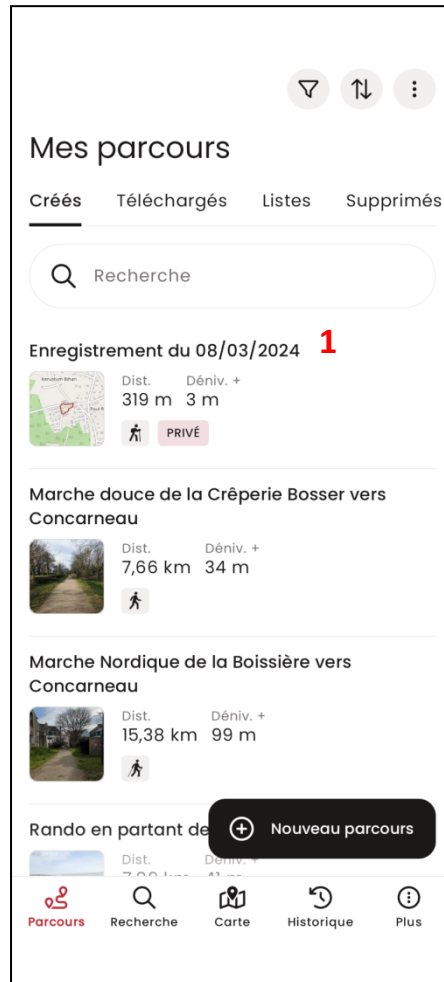 Mes parcours
Créés Téléchargés Listes Supprimés
Recherche
Enregistrement du 08/03/2024 1
Dist. Déniv. +
319 m 3 m
PRIVÉ
Marche douce de la Crêperie Bosser vers
Concarneau
Dist. Déniv. +
7,66 km 34 m
Marche Nordique de la Boissière vers
Concarneau
Dist. Déniv. +
15,38 km 99 m
Rando en partant de
Nouveau parcours
Dist. Déniv. +
Parcours Recherche Carte Historique Plus